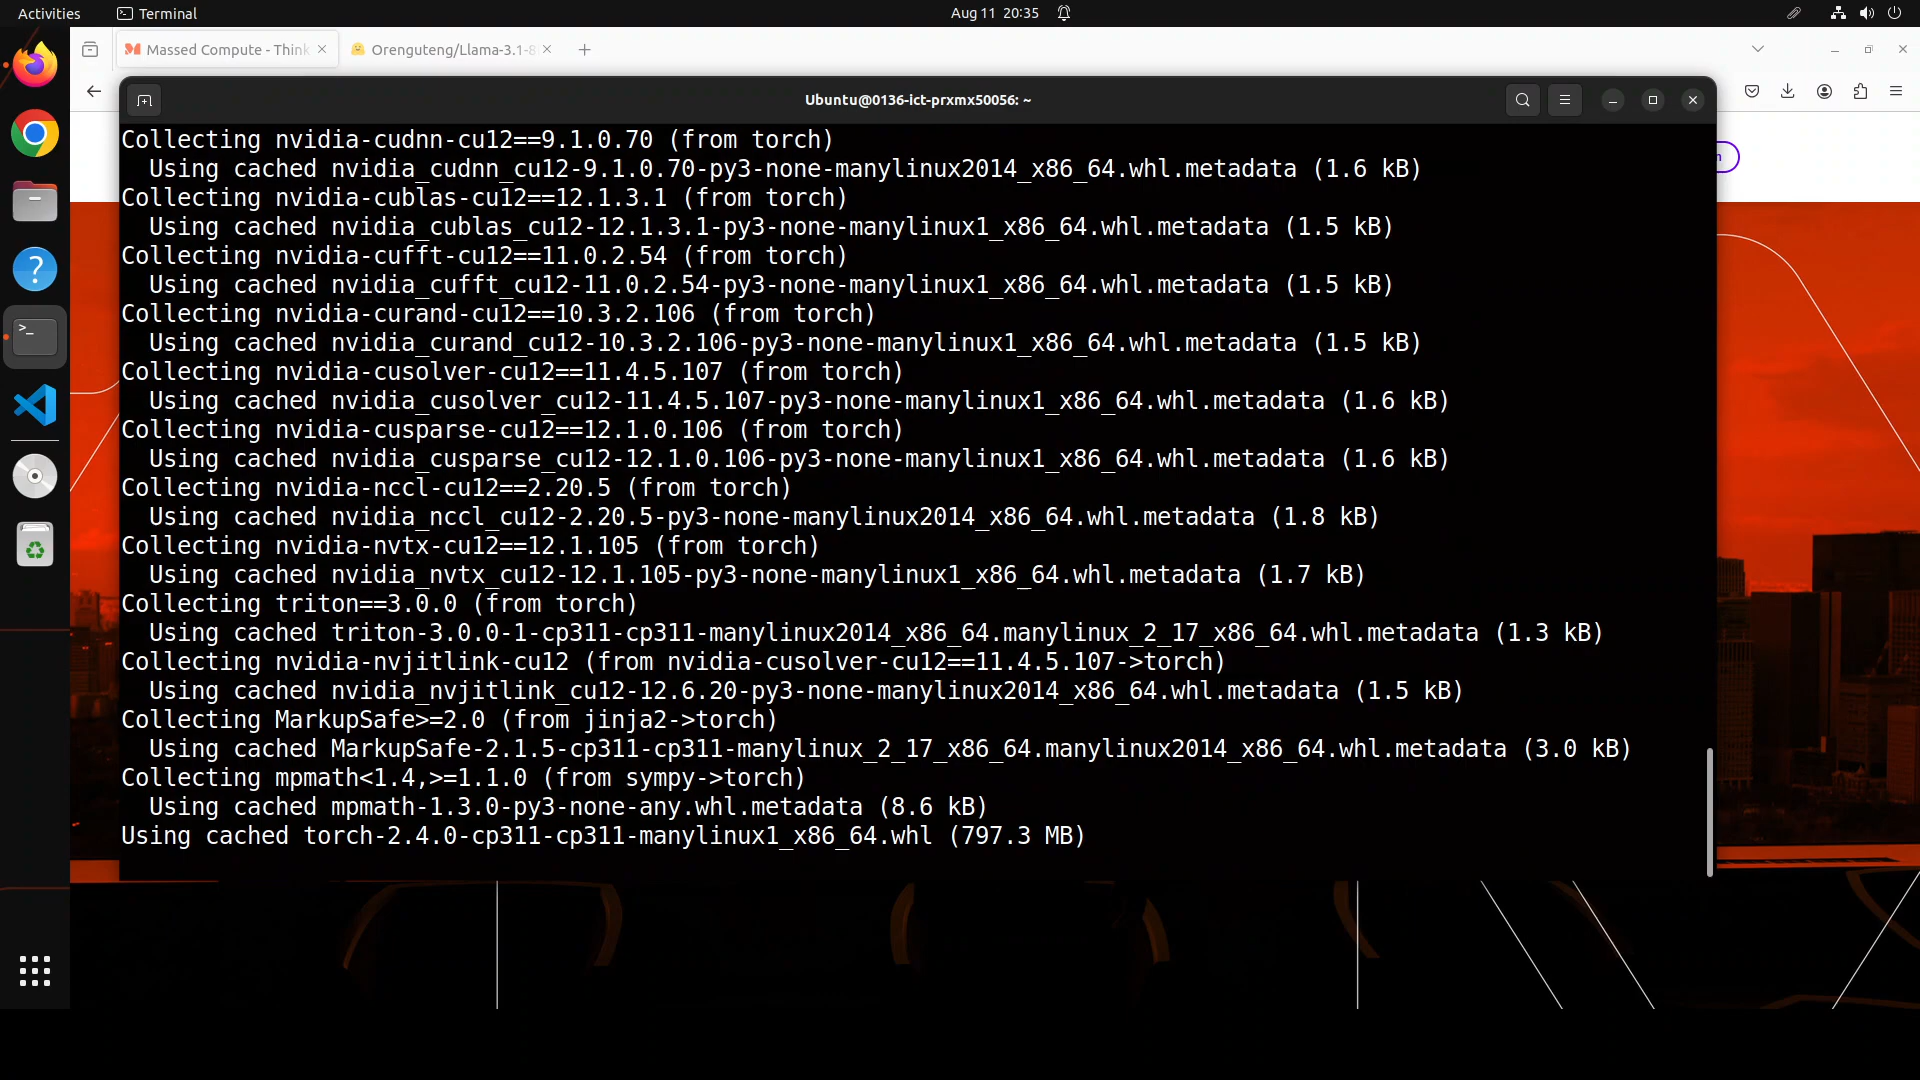 Activities
Terminal
Aug 11 20:35
Massed Compute - Think
Orenguteng/Llama-3.1-8
Ubuntu@0136-ict-prxmx50056: ~
Collecting nvidia-cudnn-cu12==9.1.0.70 (from torch)
Using cached nvidia_cudnn_cu12-9.1.0.70-py3-none-manylinux2014_x86_64.whl.metadata (1.6 kB)
Collecting nvidia-cublas-cu12==12.1.3.1 (from torch)
Using cached nvidia_cublas_cu12-12.1.3.1-py3-none-manylinux1_x86_64.whl.metadata (1.5 kB)
Collecting nvidia-cufft-cu12==11.0.2.54 (from torch)
Using cached nvidia_cufft_cu12-11.0.2.54-py3-none-manylinux1_x86_64.whl.metadata (1.5 kB)
Collecting nvidia-curand-cu12==10.3.2.106 (from torch)
Using cached nvidia_curand_cu12-10.3.2.106-py3-none-manylinux1_x86_64.whl.metadata (1.5 kB)
Collecting nvidia-cusolver-cu12==11.4.5.107 (from torch)
Using cached nvidia_cusolver_cu12-11.4.5.107-py3-none-manylinux1_x86_64.whl.metadata (1.6 kB)
Collecting nvidia-cusparse-cu12==12.1.0.106 (from torch)
Using cached nvidia_cusparse_cu12-12.1.0.106-py3-none-manylinux1_x86_64.whl.metadata (1.6 kB)
Collecting nvidia-nccl-cu12==2.20.5 (from torch)
Using cached nvidia_nccl_cu12-2.20.5-py3-none-manylinux2014_x86_64.whl.metadata (1.8 kB)
Collecting nvidia-nvtx-cu12==12.1.105 (from torch)
Using cached nvidia_nvtx_cu12-12.1.105-py3-none-manylinux1_x86_64.whl.metadata (1.7 kB)
Collecting triton==3.0.0 (from torch)
Using cached triton-3.0.0-1-cp311-cp311-manylinux2014_x86_64.manylinux_2_17_x86_64.whl.metadata (1.3 kB)
Collecting nvidia-nvjitlink-cu12 (from nvidia-cusolver-cu12==11.4.5.107->torch)
Using cached nvidia_nvjitlink_cu12-12.6.20-py3-none-manylinux2014_x86_64.whl.metadata (1.5 kB)
Collecting MarkupSafe>=2.0 (from jinja2->torch)
Using cached MarkupSafe-2.1.5-cp311-cp311-manylinux_2_17_x86_64.manylinux2014_x86_64.whl.metadata (3.0 kB)
Collecting mpmath<1.4,>=1.1.0 (from sympy->torch)
Using cached mpmath-1.3.0-py3-none-any.whl.metadata (8.6 kB)
Using cached torch-2.4.0-cp311-cp311-manylinux1_x86_64.whl (797.3 MB)